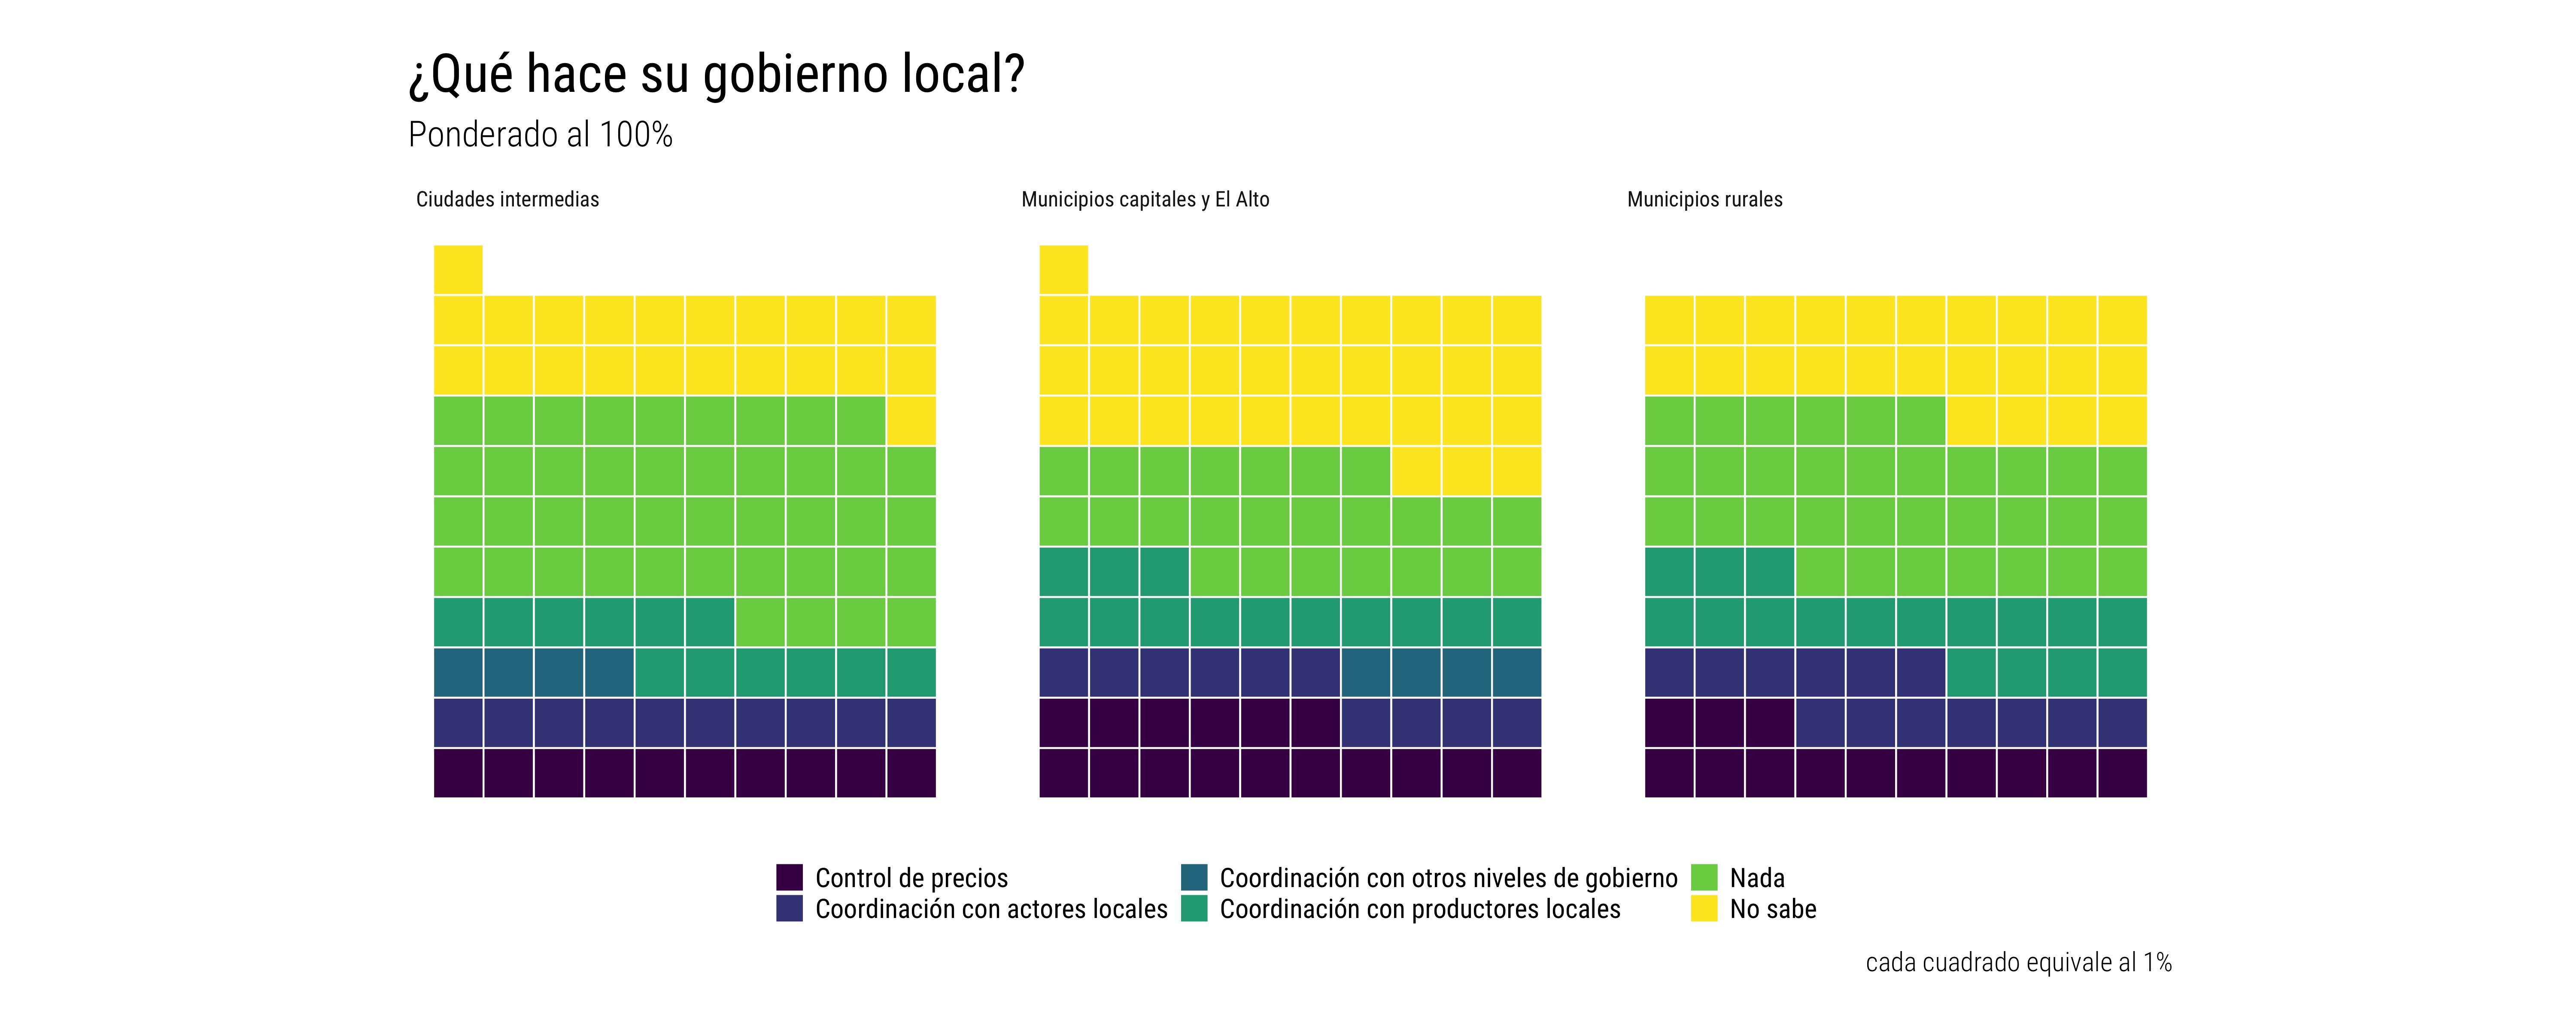 ¿Qué hace su gobierno local?
Ponderado al 100%
Ciudades intermedias
Municipios capitales y El Alto
Municipios rurales
Control de precios
Coordinación con actores locales
Coordinación con otros niveles de gobierno
Coordinación con productores locales
Nada
No sabe
cada cuadrado equivale al 1%